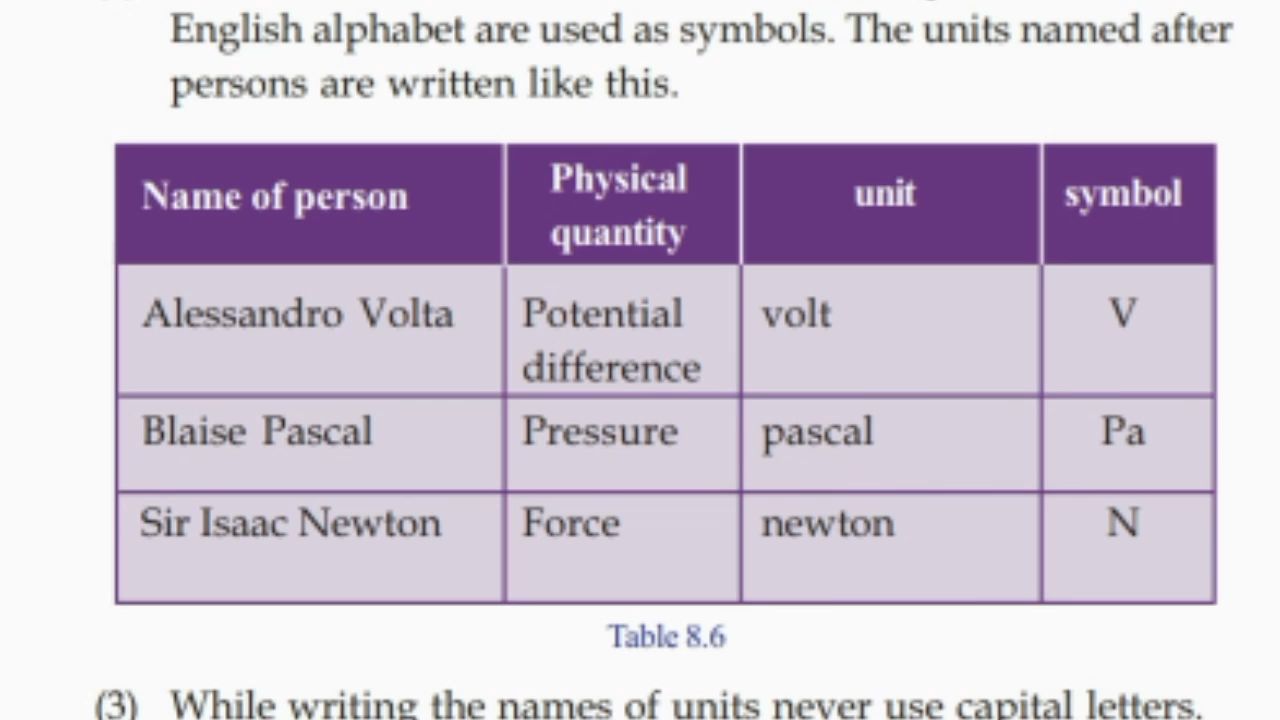 English alphabet are used as symbols. The units named after
persons are written like this.
Name of person Physical quantity unit symbol
Alessandro Volta Potential difference volt V
Blaise Pascal Pressure pascal Pa
Sir Isaac Newton Force newton N
Table 8.6
(3) While writing the names of units never use capital letters.